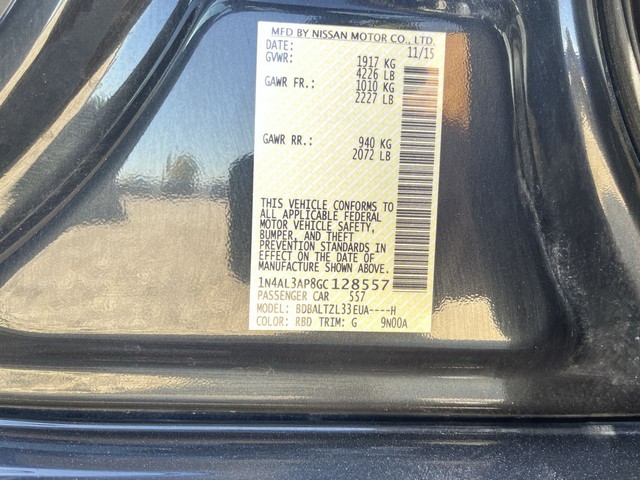 MFD BY NISSAN MOTOR CO., LTD
DATE: 11/15
GVWR: 1917 KG
4226 LB
GAWR FR.: 1010 KG
2227 LB
GAWR RR.: 940 KG
2072 LB
THIS VEHICLE CONFORMS TO
ALL APPLICABLE FEDERAL
MOTOR VEHICLE SAFETY,
BUMPER, AND THEFT
PREVENTION STANDARDS IN
EFFECT ON THE DATE OF
MANUFACTURE SHOWN ABOVE.
1N4AL3AP8GC128557
PASSENGER CAR 557
MODEL: BDBALTZL33EUA----H
COLOR: RBD TRIM: G 9N00A